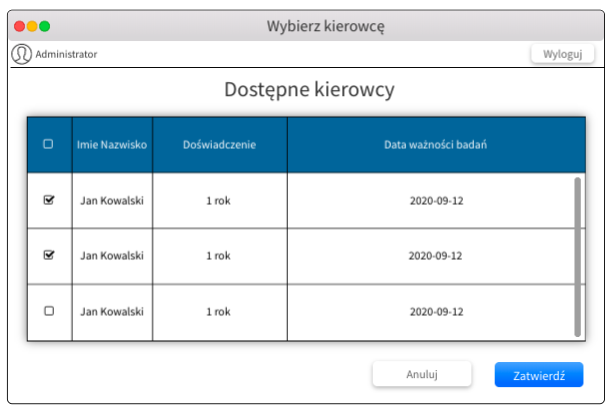 Wybierz kierowcę
Administrator
Wyloguj
Dostępne kierowcy
Imie Nazwisko Doświadczenie Data ważności badań
Jan Kowalski 1 rok 2020-09-12
Jan Kowalski 1 rok 2020-09-12
Jan Kowalski 1 rok 2020-09-12
Anuluj Zatwierdź